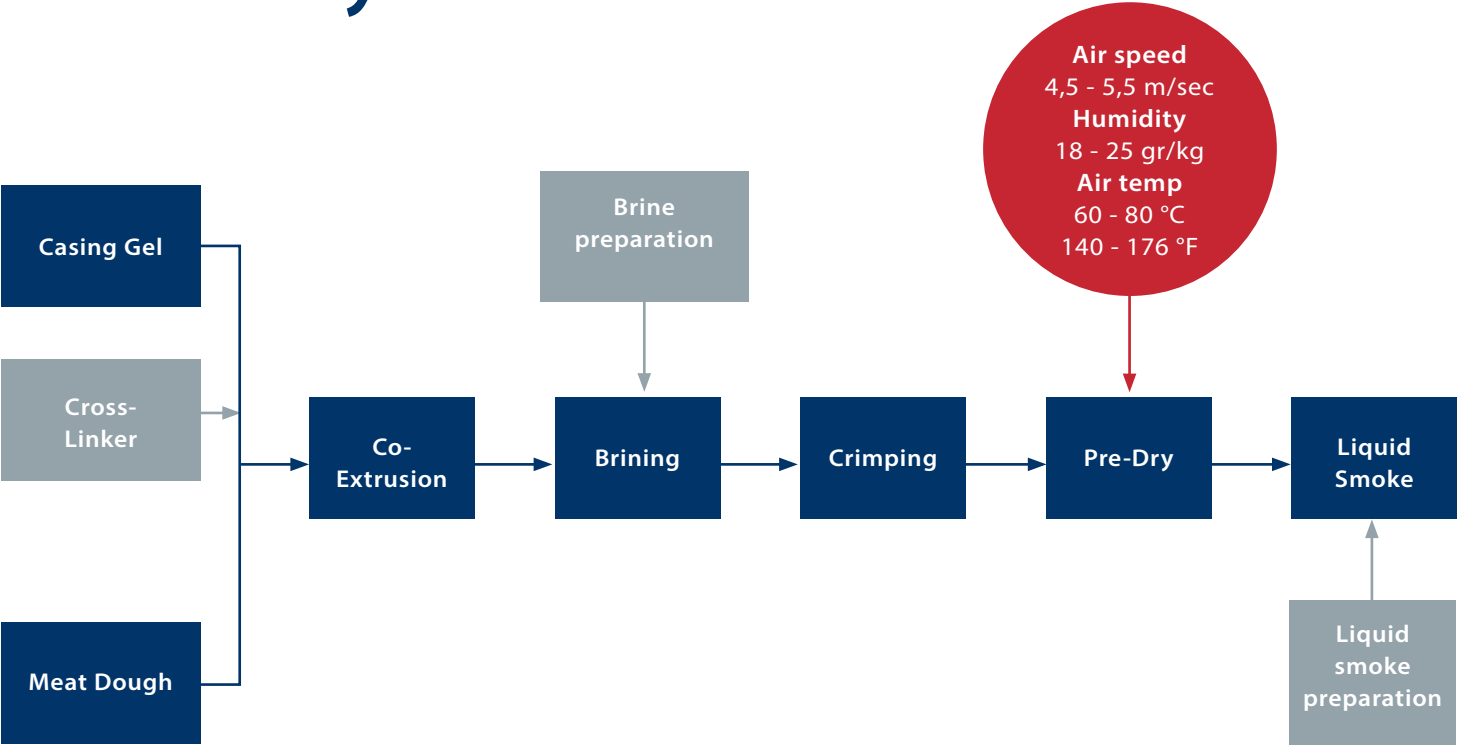 Air speed
4,5 - 5,5 m/sec
Humidity
18 - 25 gr/kg
Air temp
60 - 80 °C
140 - 176 °F
Brine
preparation
Casing Gel
Cross-
Linker
Co-
Extrusion
Brining
Crimping
Pre-Dry
Liquid
Smoke
Meat Dough
Liquid
smoke
preparation